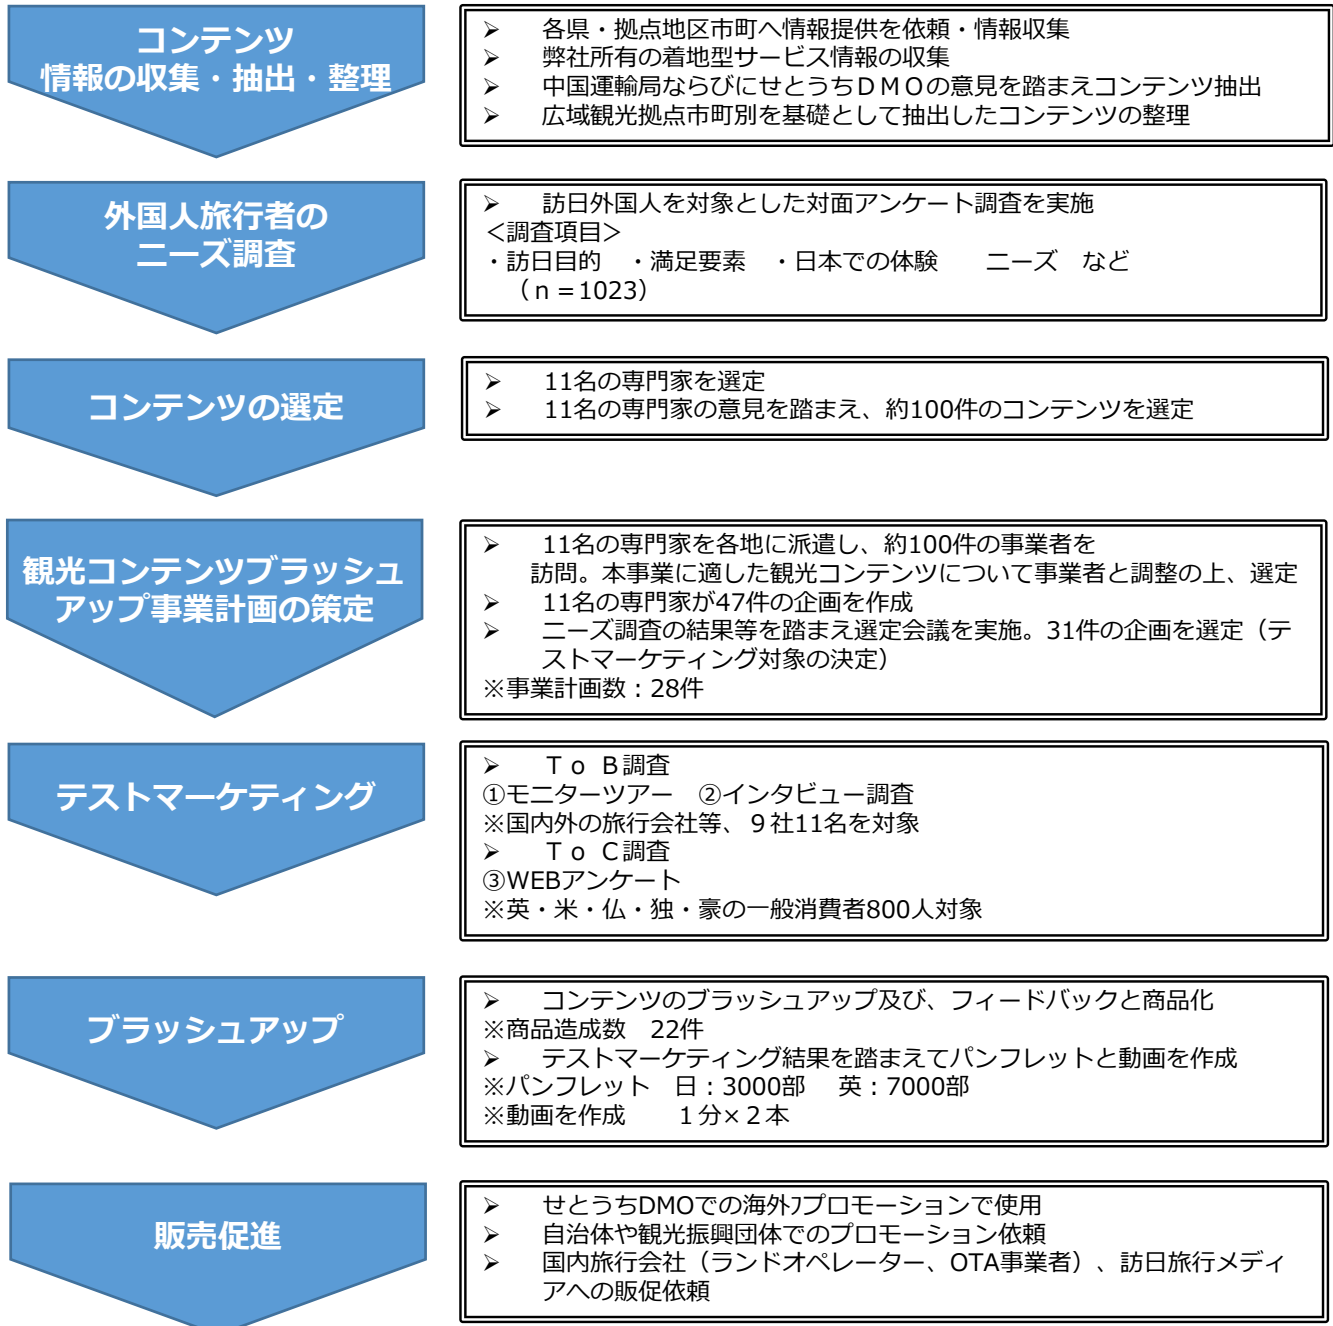 コンテンツ
情報の収集・抽出・整理
➢ 各県・拠点地区市町へ情報提供を依頼・情報収集
➢ 弊社所有の着地型サービス情報の収集
➢ 中国運輸局ならびにせとうちＤＭＯの意見を踏まえコンテンツ抽出
➢ 広域観光拠点市町別を基礎として抽出したコンテンツの整理
外国人旅行者の
ニーズ調査
➢ 訪日外国人を対象とした対面アンケート調査を実施
＜調査項目＞
・訪日目的　・満足要素　・日本での体験　　ニーズ　など
（ｎ＝1023）
コンテンツの選定
➢ 11名の専門家を選定
➢ 11名の専門家の意見を踏まえ、約100件のコンテンツを選定
観光コンテンツブラッシュ
アップ事業計画の策定
➢ 11名の専門家を各地に派遣し、約100件の事業者を
訪問。本事業に適した観光コンテンツについて事業者と調整の上、選定
➢ 11名の専門家が47件の企画を作成
➢ ニーズ調査の結果等を踏まえ選定会議を実施。31件の企画を選定（テ
ストマーケティング対象の決定）
※事業計画数：28件
テストマーケティング
➢ Ｔｏ Ｂ調査
①モニターツアー　②インタビュー調査
※国内外の旅行会社等、９社11名を対象
➢ Ｔｏ Ｃ調査
③WEBアンケート
※英・米・仏・独・豪の一般消費者800人対象
ブラッシュアップ
➢ コンテンツのブラッシュアップ及び、フィードバックと商品化
※商品造成数　22件
➢ テストマーケティング結果を踏まえてパンフレットと動画を作成
※パンフレット　日：3000部　英：7000部
※動画を作成　　１分×２本
販売促進
➢ せとうちDMOでの海外ﾌプロモーションで使用
➢ 自治体や観光振興団体でのプロモーション依頼
➢ 国内旅行会社（ランドオペレーター、OTA事業者）、訪日旅行メディ
アへの販促依頼